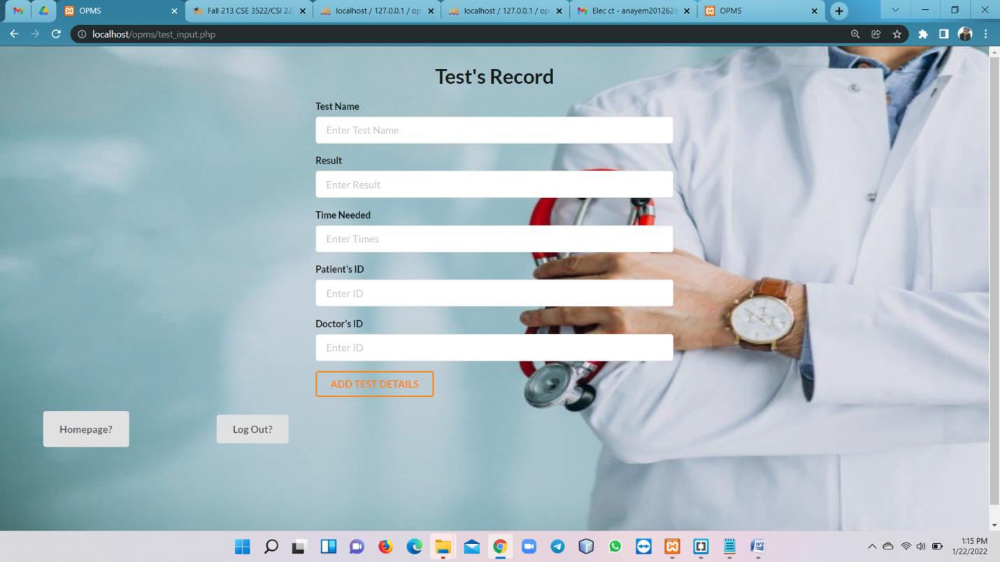 OPMS
Fall 213 CSE 3522/CSI 22
localhost / 127.0.0.1 / op
localhost / 127.0.0.1 / op
Elec ct - anayem201262@
OPMS
localhost/opms/test_input.php
Test's Record
Test Name
Enter Test Name
Result
Enter Result
Time Needed
Enter Times
Patient's ID
Enter ID
Doctor's ID
Enter ID
ADD TEST DETAILS
Homepage?
Log Out?
1:15 PM
1/22/2022